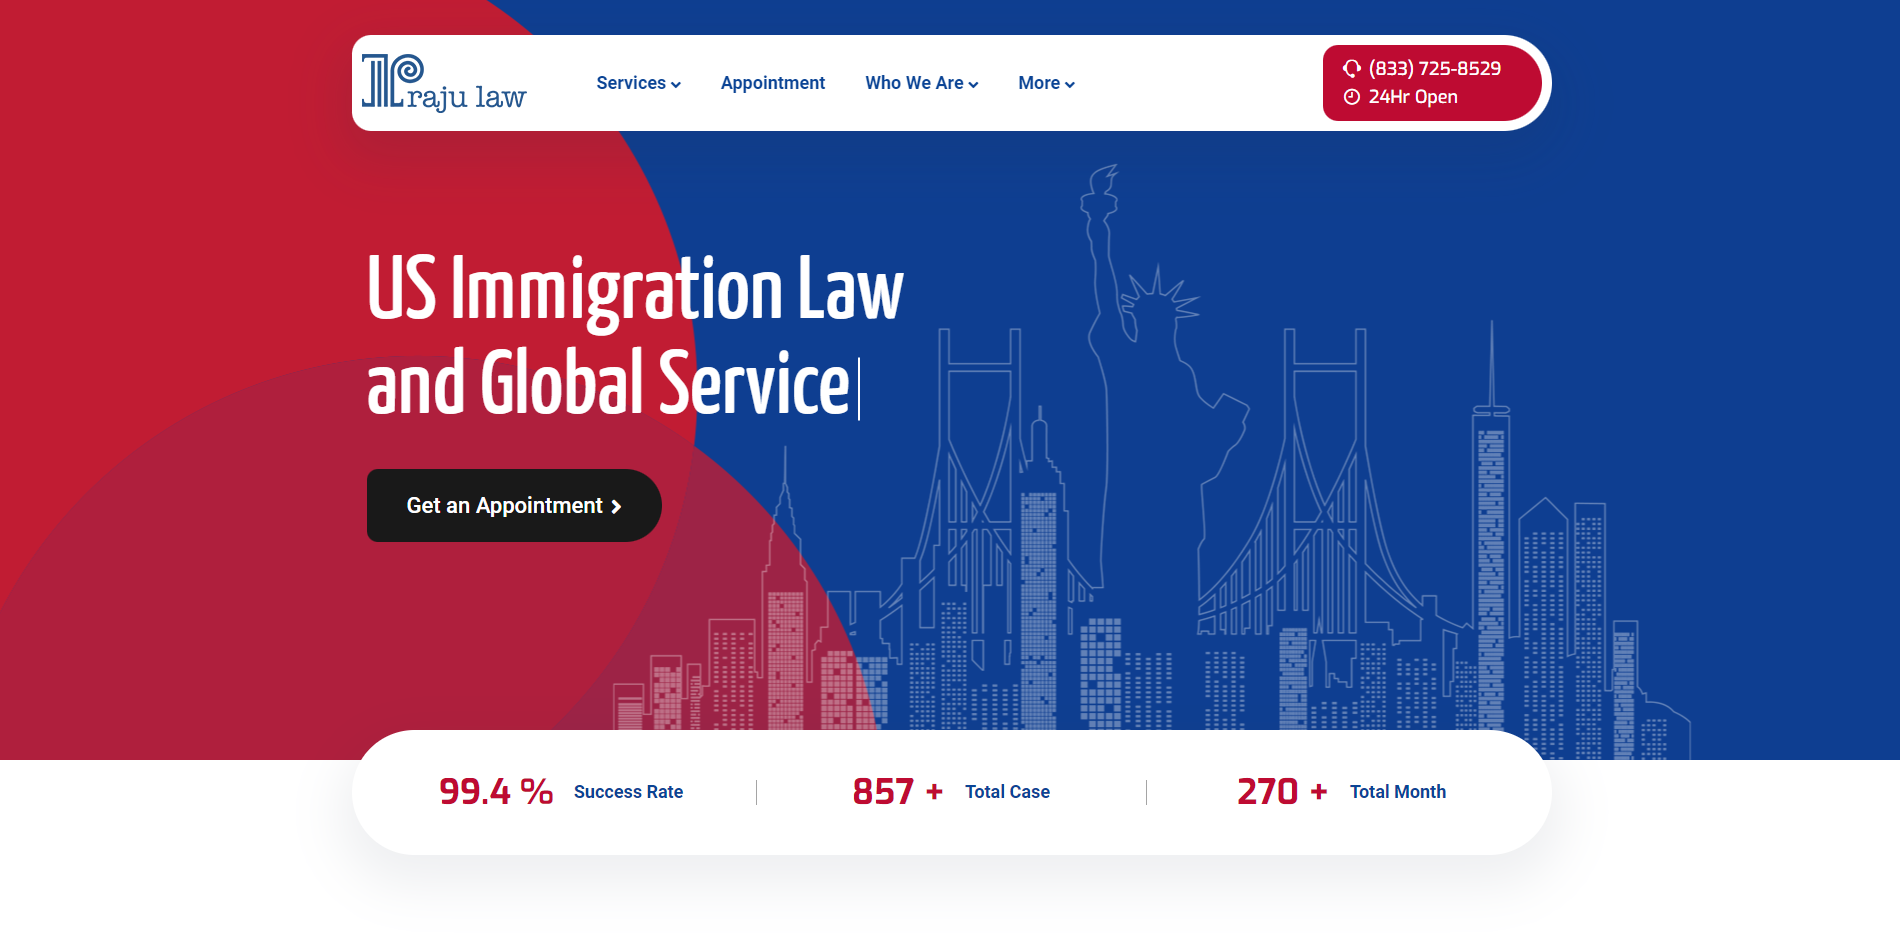 raju law
Services
Appointment
Who We Are
More
(833) 725-8529
24Hr Open
US Immigration Law
and Global Service
Get an Appointment
99.4 % Success Rate
857 + Total Case
270 + Total Month